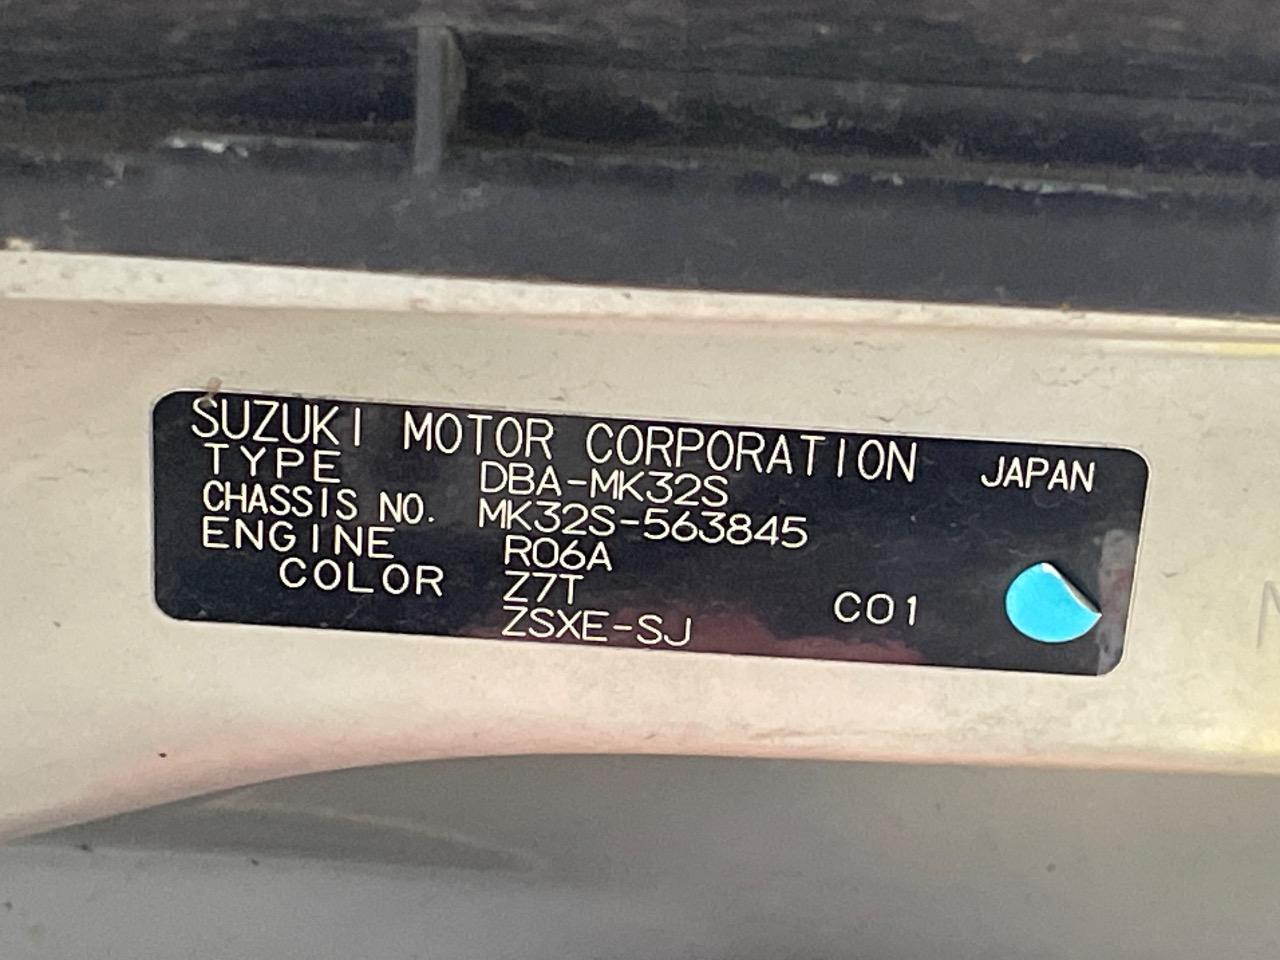 SUZUKI MOTOR CORPORATION JAPAN
TYPE DBA-MK32S
CHASSIS NO. MK32S-563845
ENGINE R06A
COLOR Z7T C01
ZSXE-SJ